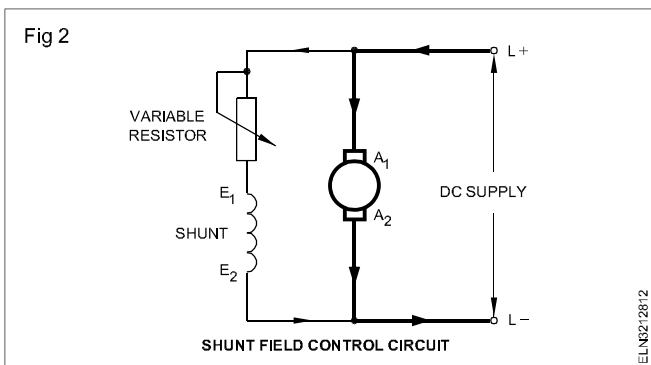 Fig 2
L+
VARIABLE
RESISTOR
A1
E1
DC SUPPLY
SHUNT
A2
E2
L−
SHUNT FIELD CONTROL CIRCUIT
ELN3212812